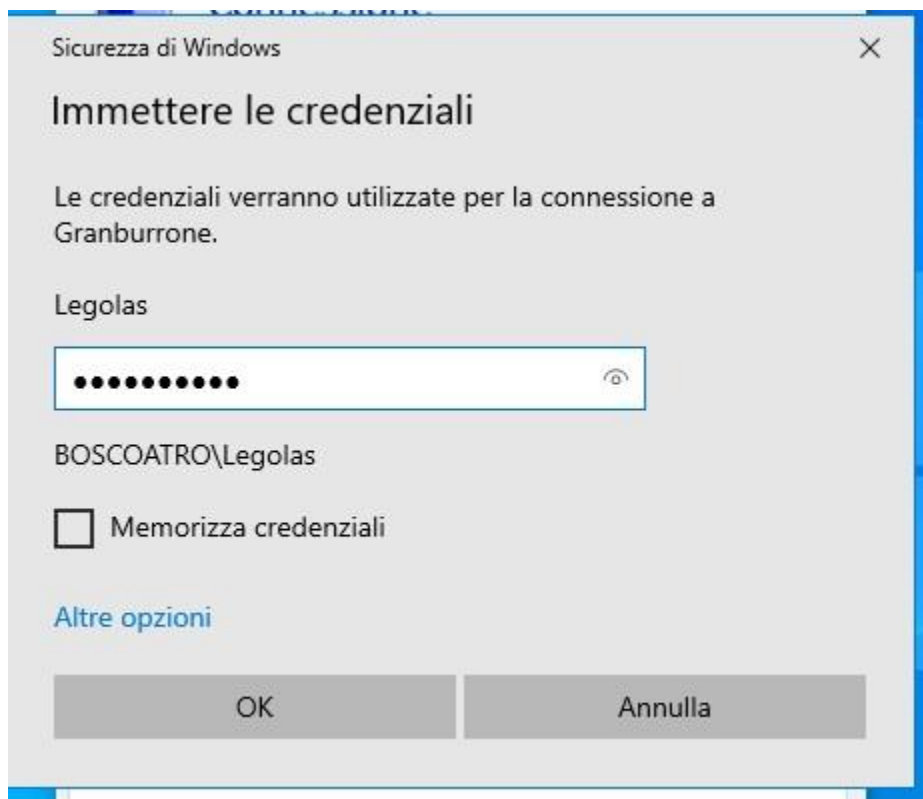 Sicurezza di Windows
Immettere le credenziali
Le credenziali verranno utilizzate per la connessione a
Granburrone.
Legolas
••••••••••
BOSCOATRO\Legolas
Memorizza credenziali
Altre opzioni
OK Annulla